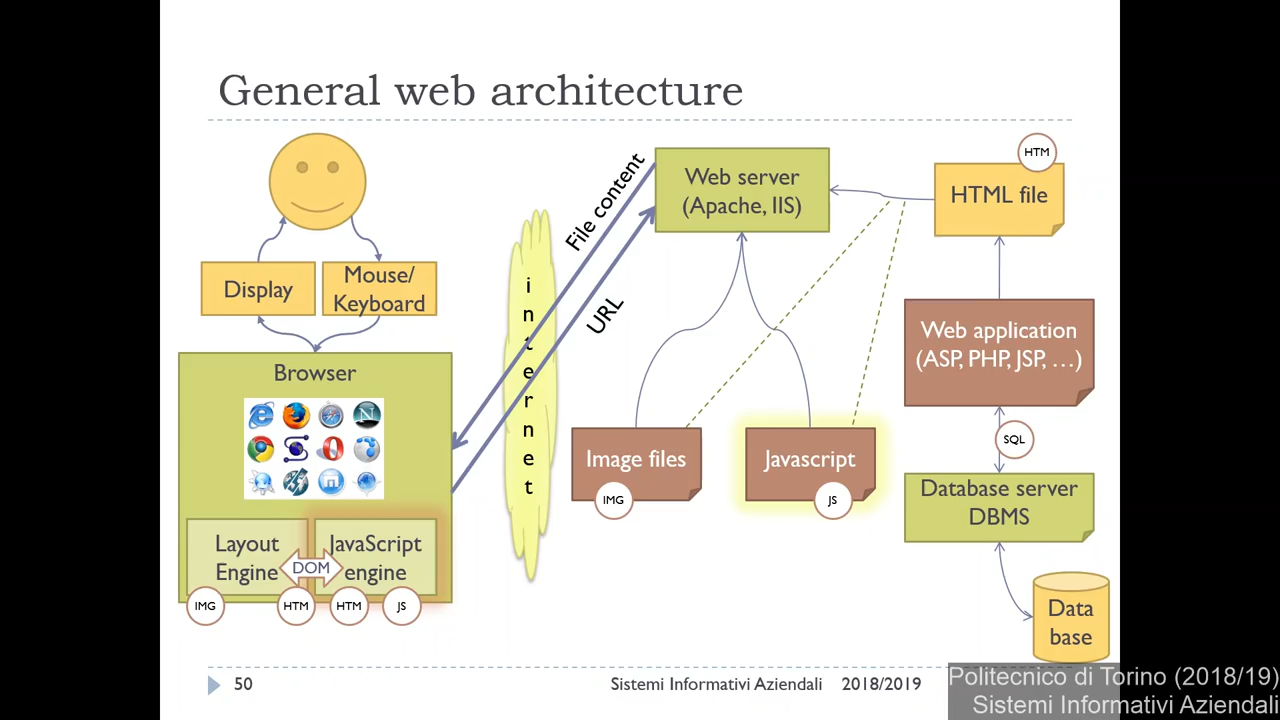 General web architecture
Display
Mouse/
Keyboard
Browser
Layout
Engine
DOM
JavaScript
engine
IMG
HTM
HTM
JS
internet
File content
URL
Web server
(Apache, IIS)
Image files
IMG
Javascript
JS
HTM
HTML file
Web application
(ASP, PHP, JSP, …)
SQL
Database server
DBMS
Data
base
50
Sistemi Informativi Aziendali 2018/2019
Politecnico di Torino (2018/19)
Sistemi Informativi Aziendali